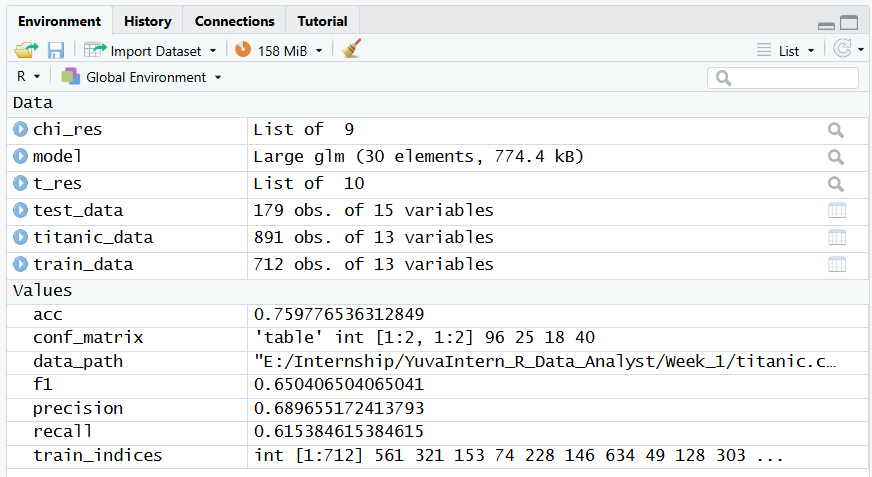 Environment History Connections Tutorial
Import Dataset 158 MiB List
R Global Environment
Data
chi_res List of 9
model Large glm (30 elements, 774.4 kB)
t_res List of 10
test_data 179 obs. of 15 variables
titanic_data 891 obs. of 13 variables
train_data 712 obs. of 13 variables
Values
acc 0.759776536312849
conf_matrix 'table' int [1:2, 1:2] 96 25 18 40
data_path "E:/Internship/YuvaIntern_R_Data_Analyst/Week_1/titanic.c…
f1 0.650406504065041
precision 0.689655172413793
recall 0.615384615384615
train_indices int [1:712] 561 321 153 74 228 146 634 49 128 303 ...